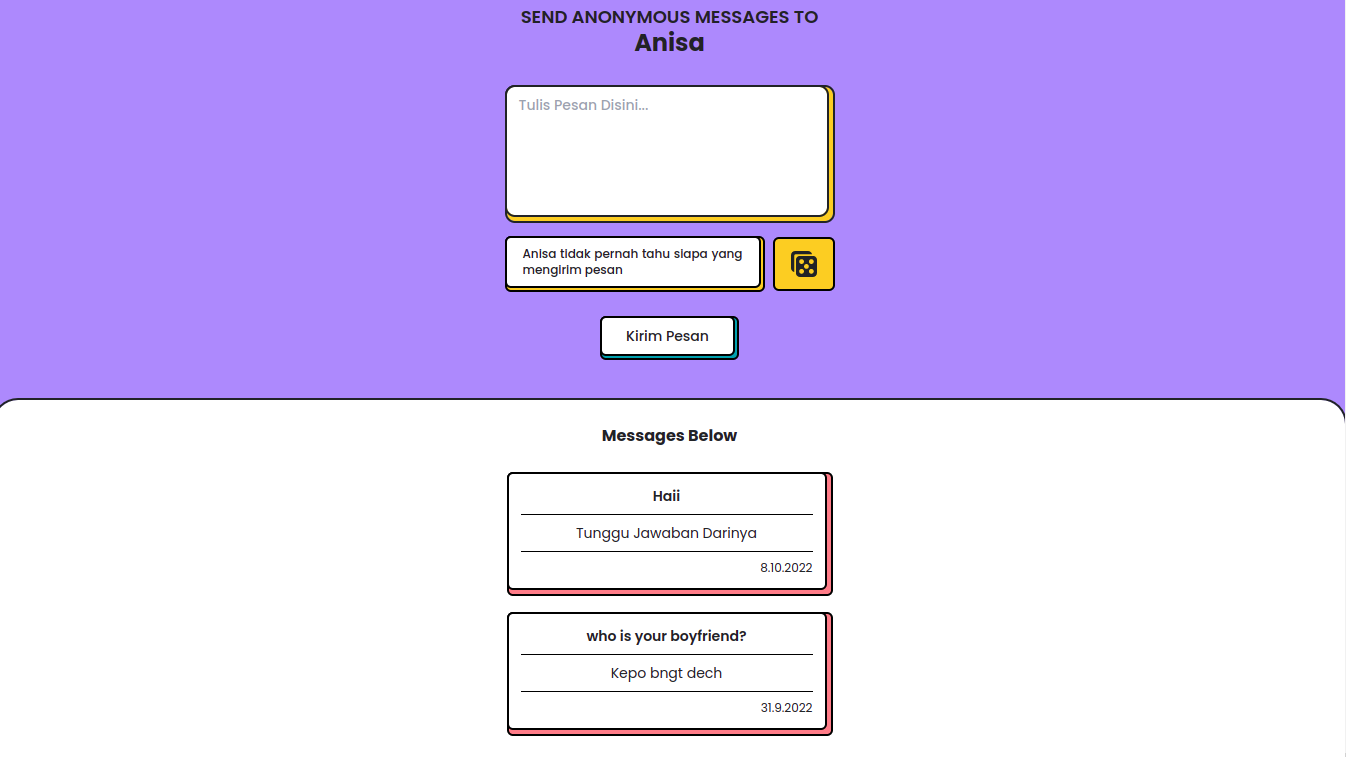 SEND ANONYMOUS MESSAGES TO
Anisa
Tulis Pesan Disini...
Anisa tidak pernah tahu siapa yang
mengirim pesan
Kirim Pesan
Messages Below
Haii
Tunggu Jawaban Darinya
8.10.2022
who is your boyfriend?
Kepo bngt dech
31.9.2022